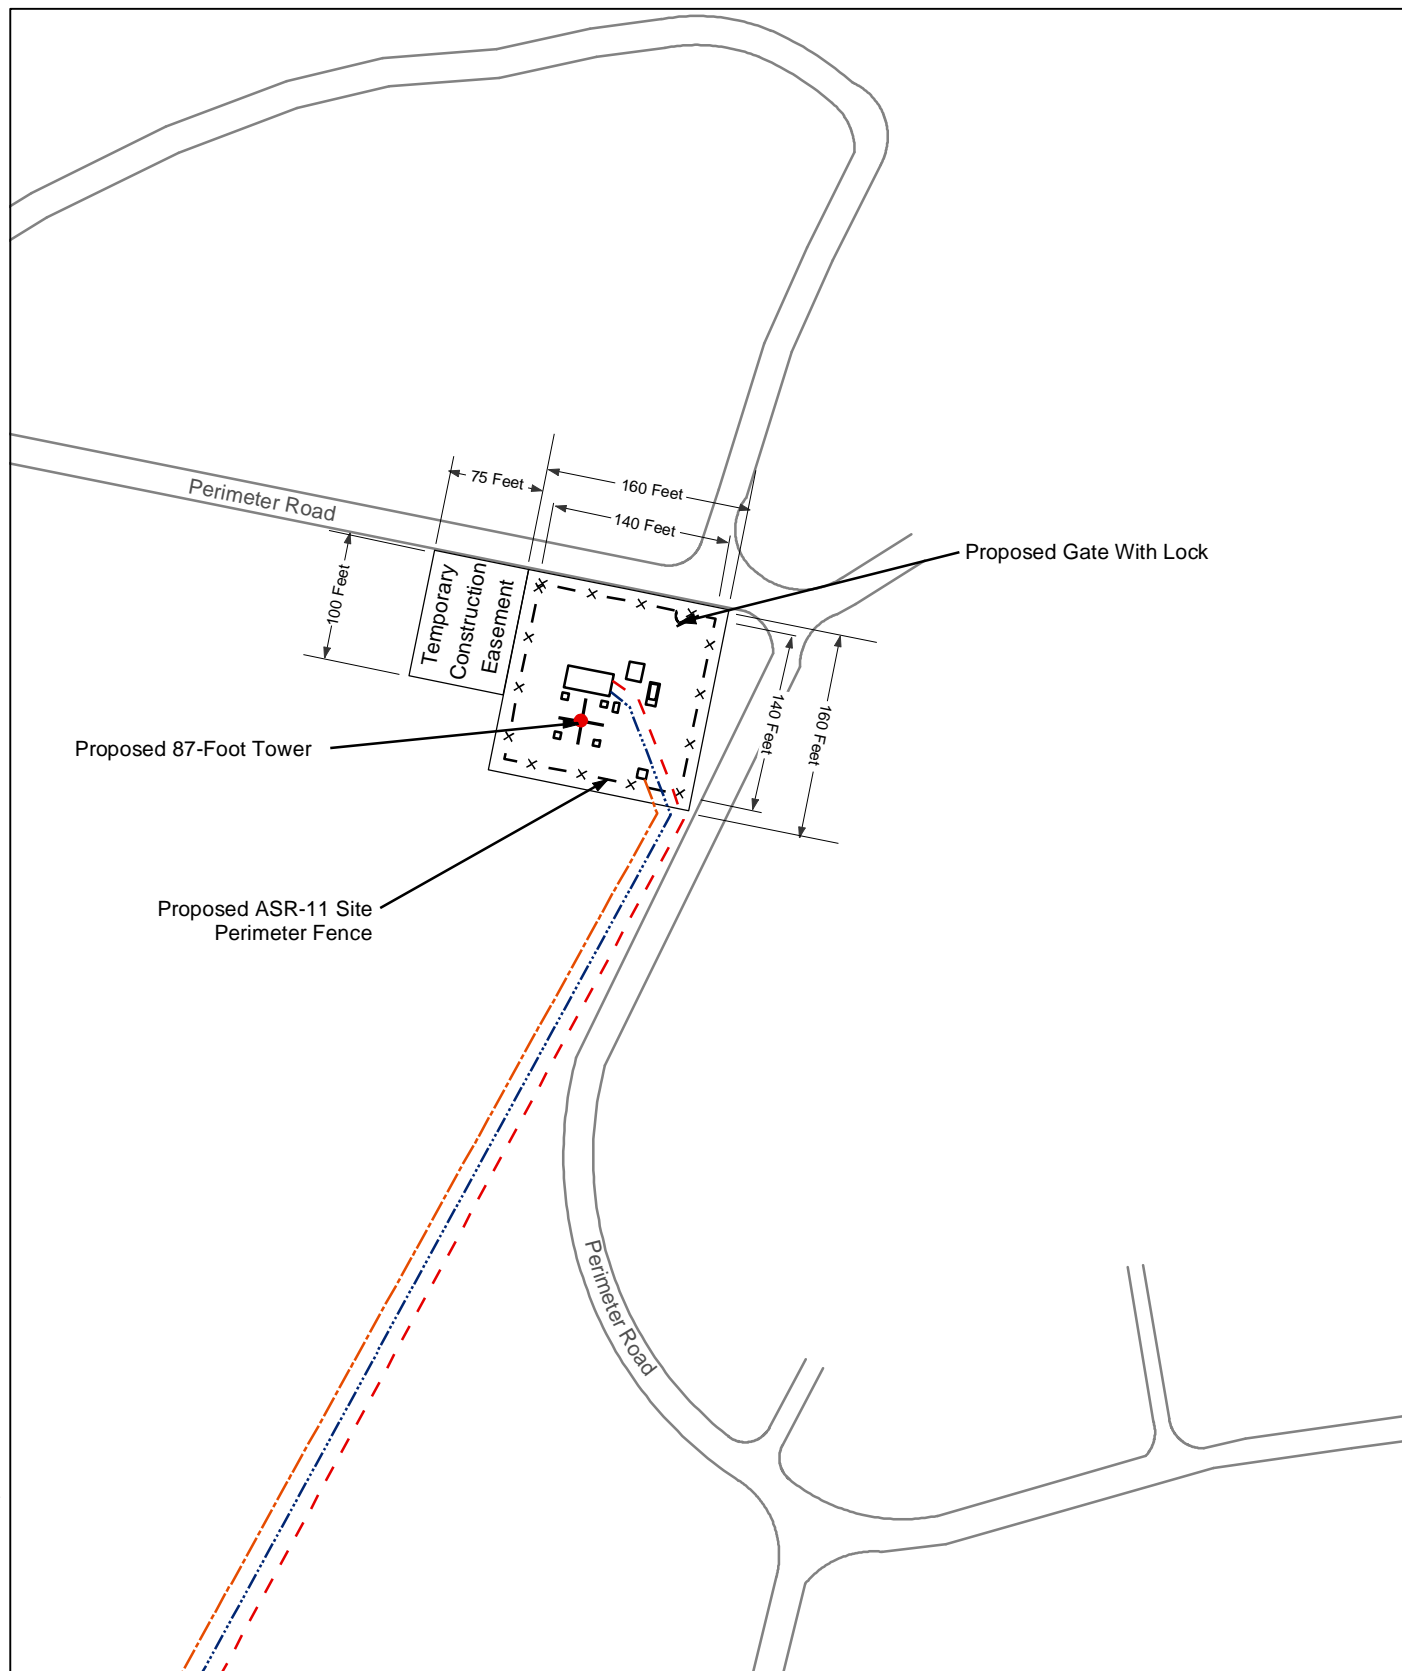 75 Feet
160 Feet
140 Feet
Perimeter Road
Proposed Gate With Lock
100 Feet
Temporary
Construction
Easement
140 Feet
160 Feet
Proposed 87-Foot Tower
Proposed ASR-11 Site
Perimeter Fence
Perimeter Road